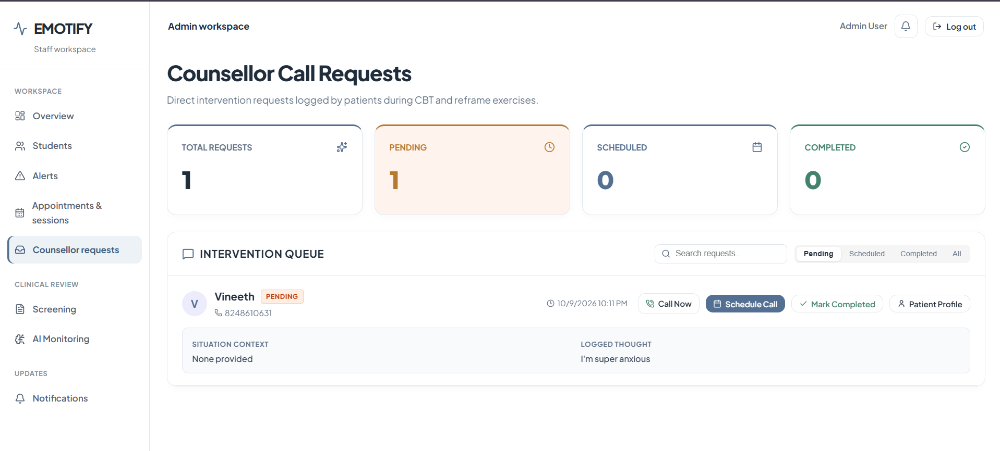 EMOTIFY
Staff workspace
WORKSPACE
Overview
Students
Alerts
Appointments &
sessions
Counsellor requests
CLINICAL REVIEW
Screening
AI Monitoring
UPDATES
Notifications
Admin workspace
Admin User
Log out
Counsellor Call Requests
Direct intervention requests logged by patients during CBT and reframe exercises.
TOTAL REQUESTS
1
PENDING
1
SCHEDULED
0
COMPLETED
0
INTERVENTION QUEUE
Search requests...
Pending Scheduled Completed All
V
Vineeth PENDING
8248610631
10/9/2026 10:11 PM
Call Now
Schedule Call
Mark Completed
Patient Profile
SITUATION CONTEXT
None provided
LOGGED THOUGHT
I'm super anxious